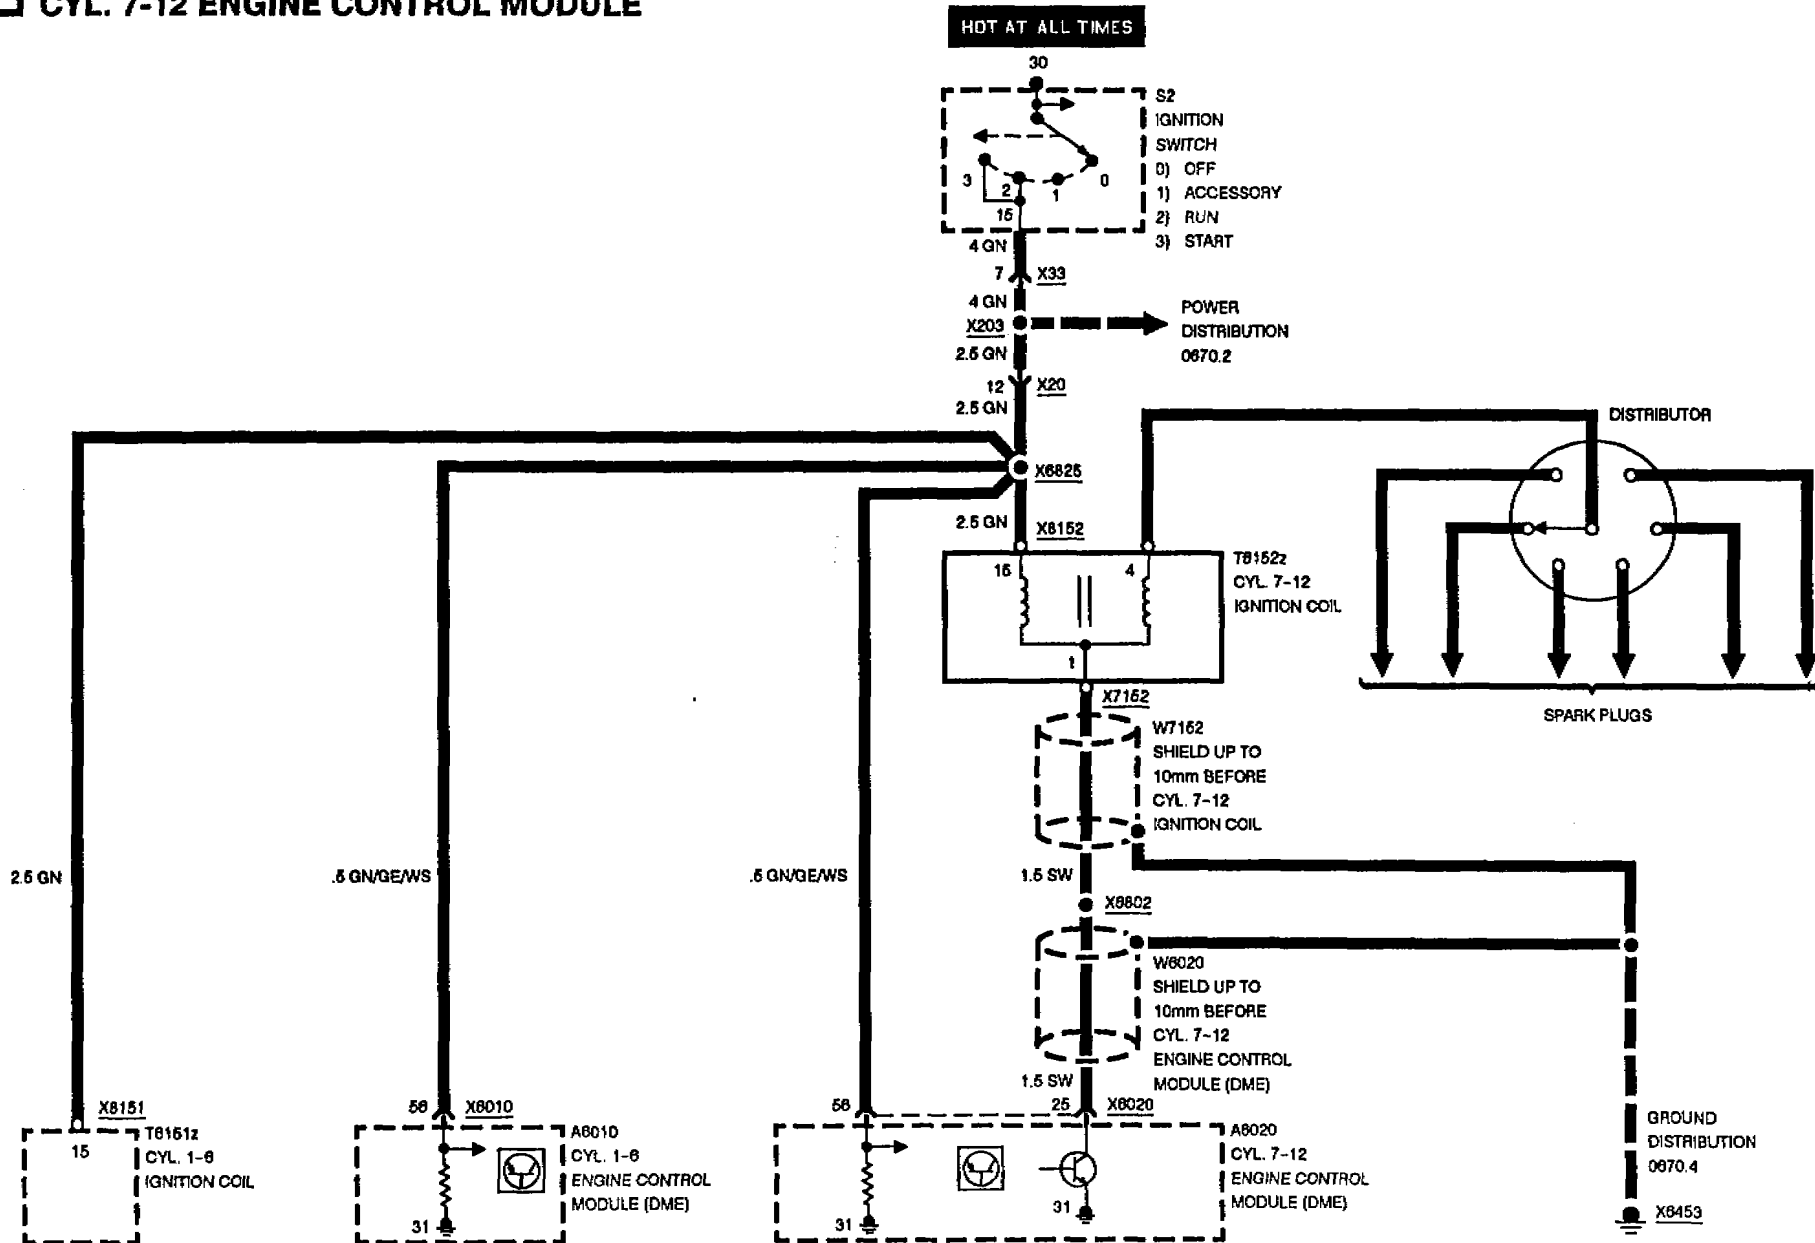 CYL. 7-12 ENGINE CONTROL MODULE
HOT AT ALL TIMES
30
S2
IGNITION
SWITCH
0) OFF
1) ACCESSORY
2) RUN
3) START
3
2
1
0
15
4 GN
7
X33
4 GN
X203
POWER
DISTRIBUTION
0670.2
2.5 GN
12
X20
2.5 GN
DISTRIBUTOR
X6825
2.5 GN
X6152
15
4
T6152z
CYL. 7-12
IGNITION COIL
1
X7152
SPARK PLUGS
W7152
SHIELD UP TO
10mm BEFORE
CYL. 7-12
IGNITION COIL
2.5 GN
.5 GN/GE/WS
.5 GN/GE/WS
1.5 SW
X6802
W6020
SHIELD UP TO
10mm BEFORE
CYL. 7-12
ENGINE CONTROL
MODULE (DME)
1.5 SW
X6151
56
X6010
56
25
X6020
15
T6151z
CYL. 1-6
IGNITION COIL
A6010
CYL. 1-6
ENGINE CONTROL
MODULE (DME)
31
A6020
CYL. 7-12
ENGINE CONTROL
MODULE (DME)
31
31
GROUND
DISTRIBUTION
0670.4
X6453